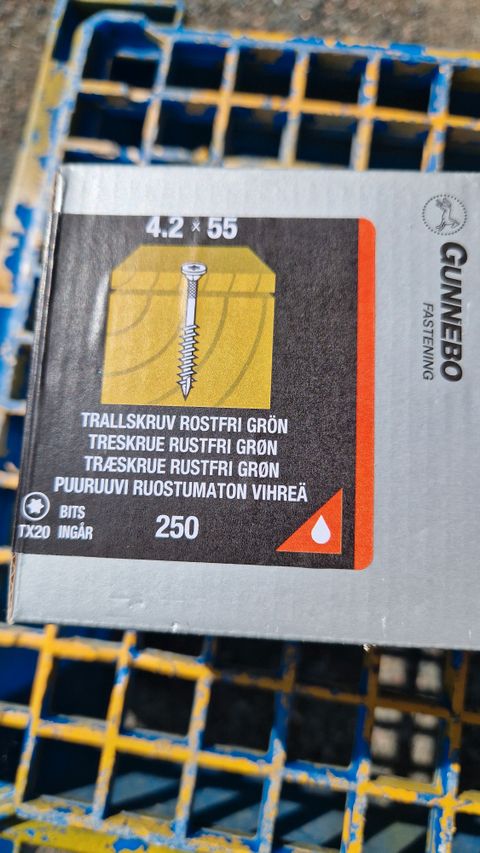 4.2 × 55
TRALLSKRUV ROSTFRI GRÖN
TRESKRUE RUSTFRI GRØN
TRÆSKRUE RUSTFRI GRØN
PUURUUVI RUOSTUMATON VIHREÄ
TX20
BITS
INGÅR
250
GUNNEBO
FASTENING